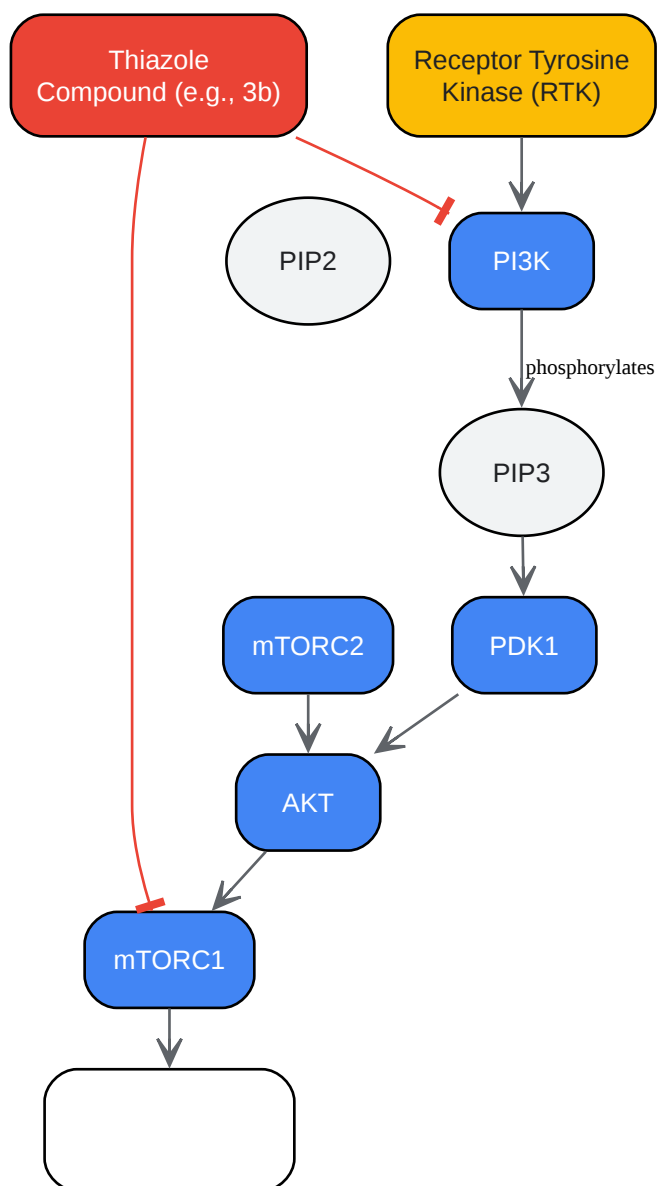 Thiazole
Compound (e.g., 3b)
Receptor Tyrosine
Kinase (RTK)
PIP2
PI3K
phosphorylates
PIP3
mTORC2
PDK1
AKT
mTORC1